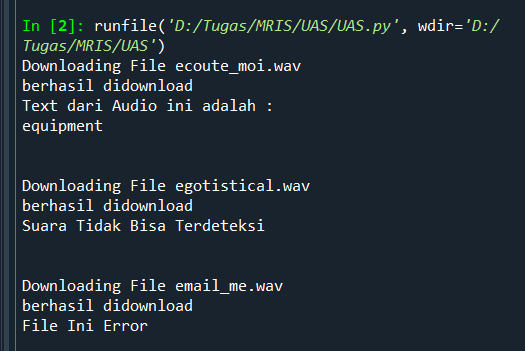 In [2]: runfile('D:/Tugas/MRIS/UAS/UAS.py', wdir='D:/
Tugas/MRIS/UAS')
Downloading File ecoute_moi.wav
berhasil didownload
Text dari Audio ini adalah :
equipment
Downloading File egotistical.wav
berhasil didownload
Suara Tidak Bisa Terdeteksi
Downloading File email_me.wav
berhasil didownload
File Ini Error